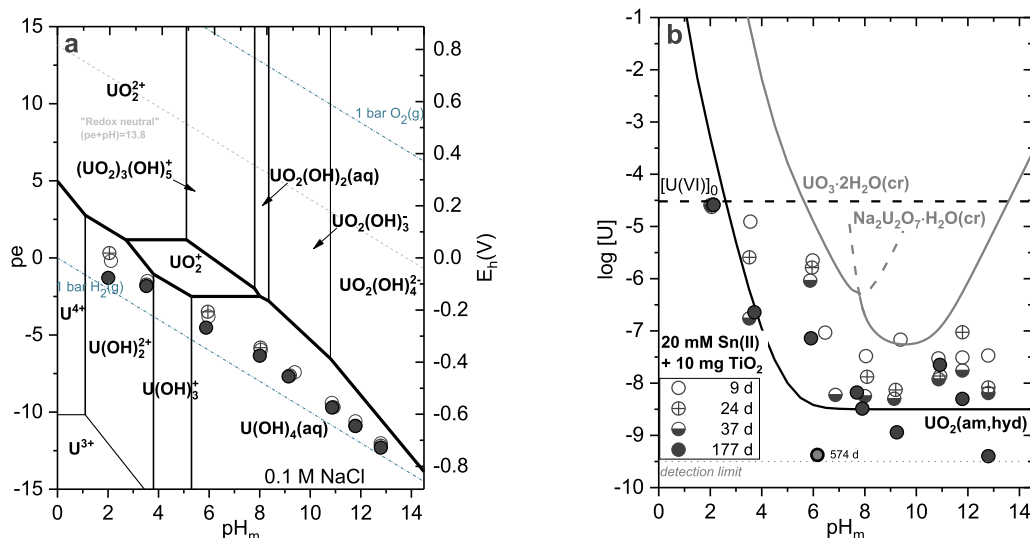 a
15
10
5
0
-5
-10
-15
pe
0
2
4
6
8
10
12
14
pHm
0.8
0.6
0.4
0.2
0.0
-0.2
-0.4
-0.6
-0.8
Eh(V)
UO₂²⁺
"Redox neutral"
(pe+pH)=13.8
1 bar O₂(g)
(UO₂)₃(OH)₅⁺
UO₂(OH)₂(aq)
UO₂(OH)₃⁻
UO₂⁺
UO₂(OH)₄²⁻
1 bar H₂(g)
U⁴⁺
U(OH)₂²⁺
U(OH)₃⁺
U(OH)₄(aq)
U³⁺
0.1 M NaCl
b
-1
-2
-3
-4
-5
-6
-7
-8
-9
-10
log [U]
0
2
4
6
8
10
12
14
pHm
[U(VI)]₀
UO₃·2H₂O(cr)
Na₂U₂O₇·H₂O(cr)
20 mM Sn(II)
+ 10 mg TiO₂
9 d
24 d
37 d
177 d
UO₂(am,hyd)
574 d
detection limit